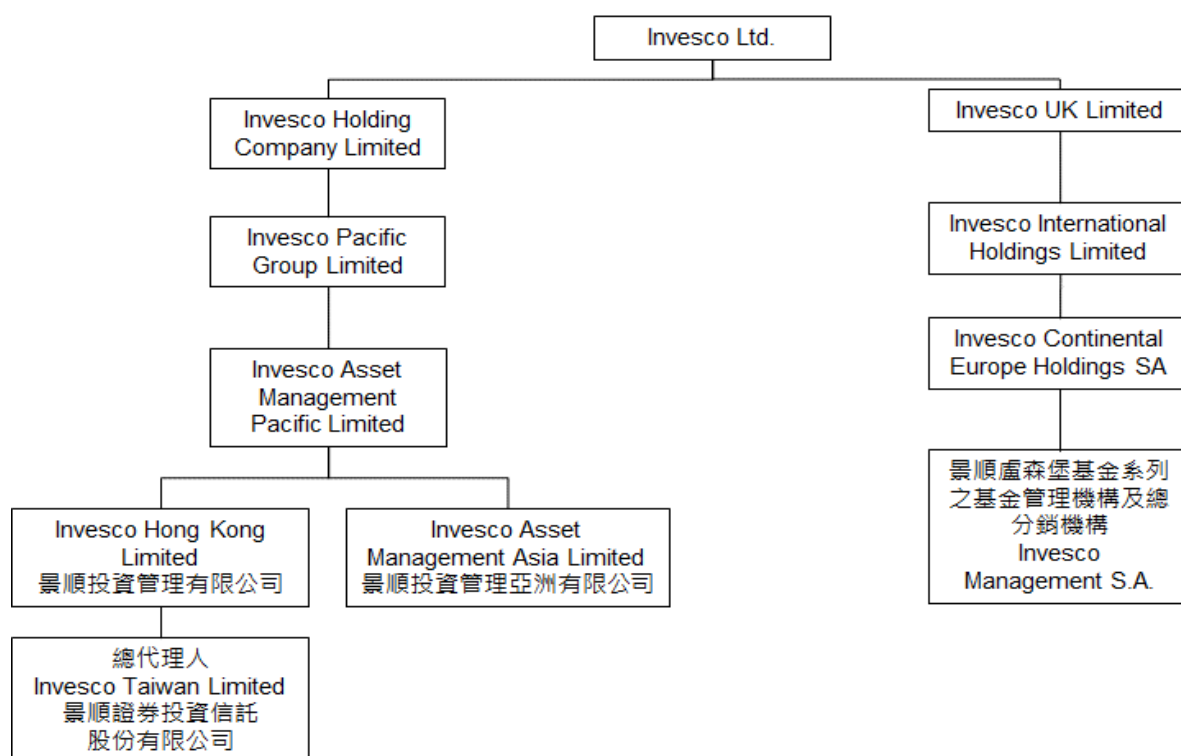 Invesco Ltd.
Invesco Holding
Company Limited
Invesco UK Limited
Invesco Pacific
Group Limited
Invesco International
Holdings Limited
Invesco Asset
Management
Pacific Limited
Invesco Continental
Europe Holdings SA
Invesco Hong Kong
Limited
景順投資管理有限公司
Invesco Asset
Management Asia Limited
景順投資管理亞洲有限公司
景順盧森堡基金系列
之基金管理機構及總
分銷機構
Invesco
Management S.A.
總代理人
Invesco Taiwan Limited
景順證券投資信託
股份有限公司